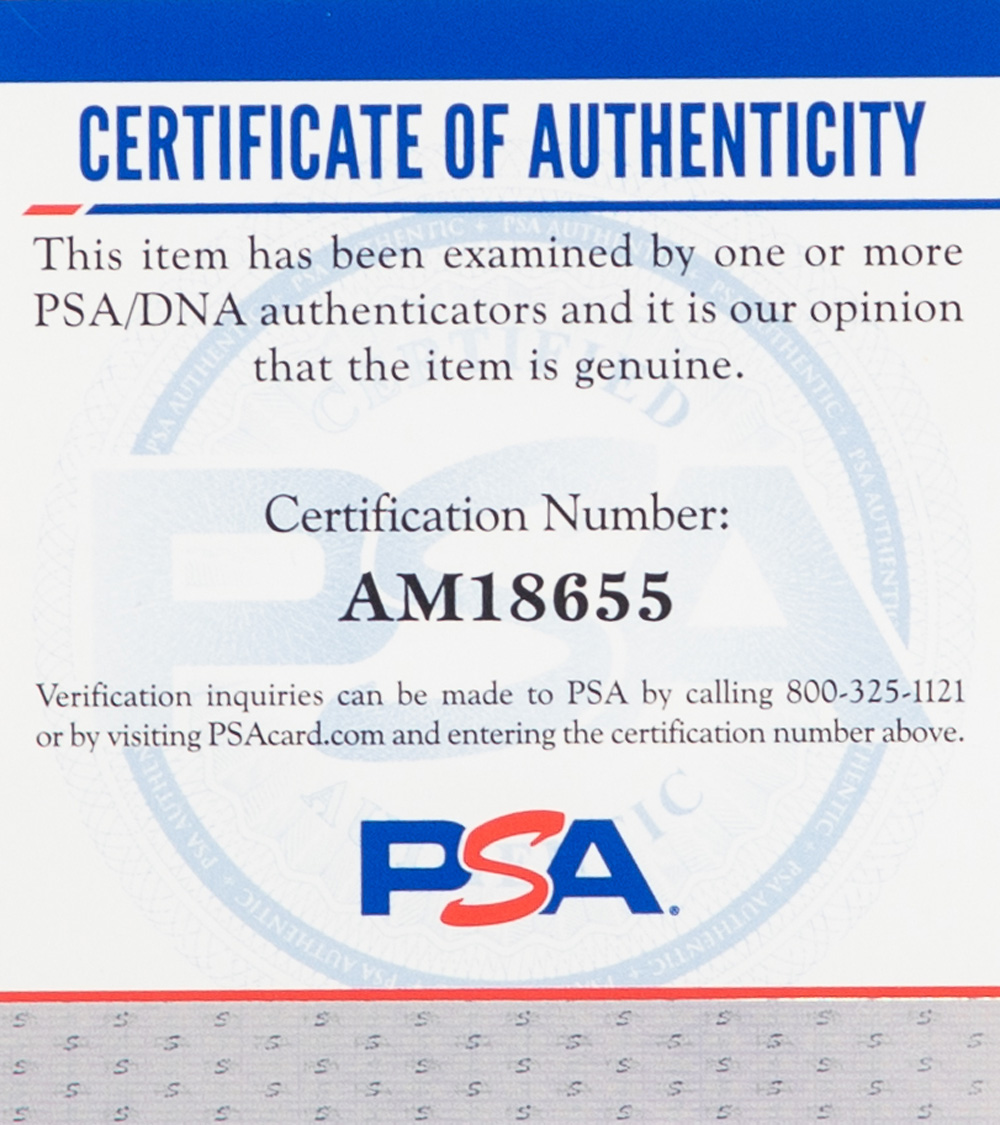 CERTIFICATE OF AUTHENTICITY
This item has been examined by one or more
PSA/DNA authenticators and it is our opinion
that the item is genuine.
CERTIFIED
Certification Number:
AM18655
Verification inquiries can be made to PSA by calling 800-325-1121
or by visiting PSAcard.com and entering the certification number above.
AUTHENTIC
PSA